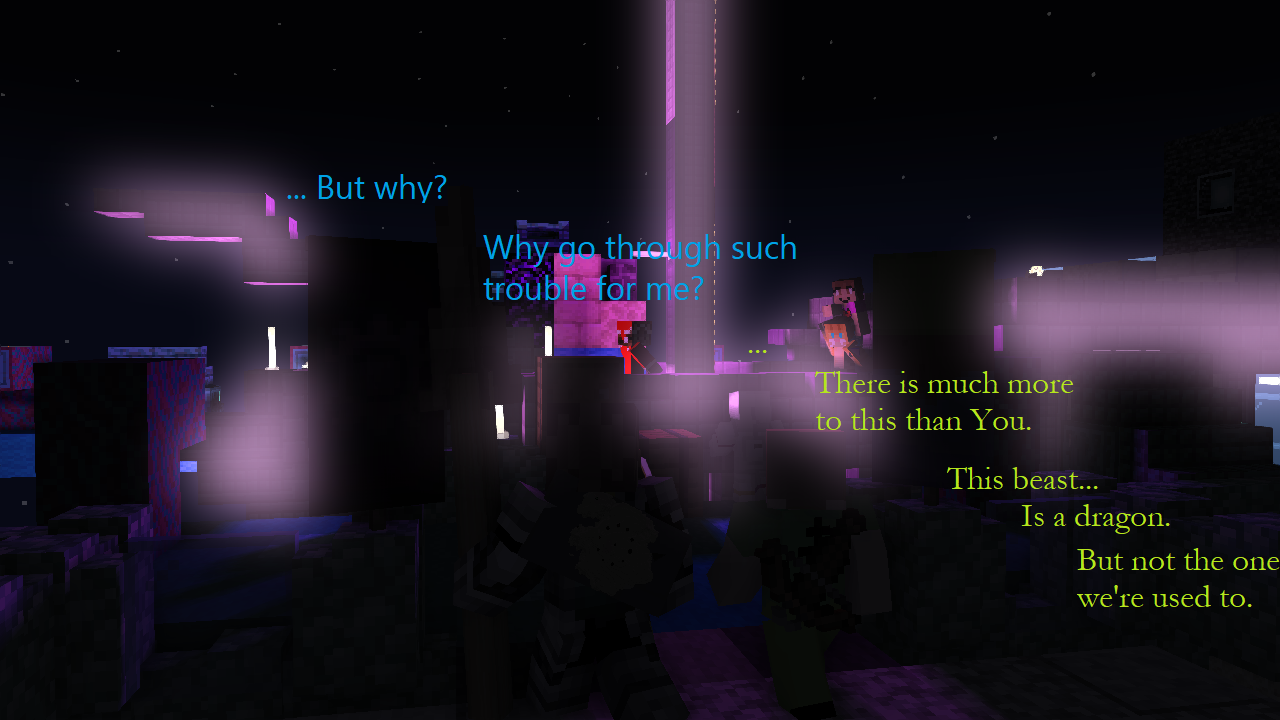 ... But why?
Why go through such
trouble for me?
...
There is much more
to this than You.
This beast...
Is a dragon.
But not the one
we're used to.